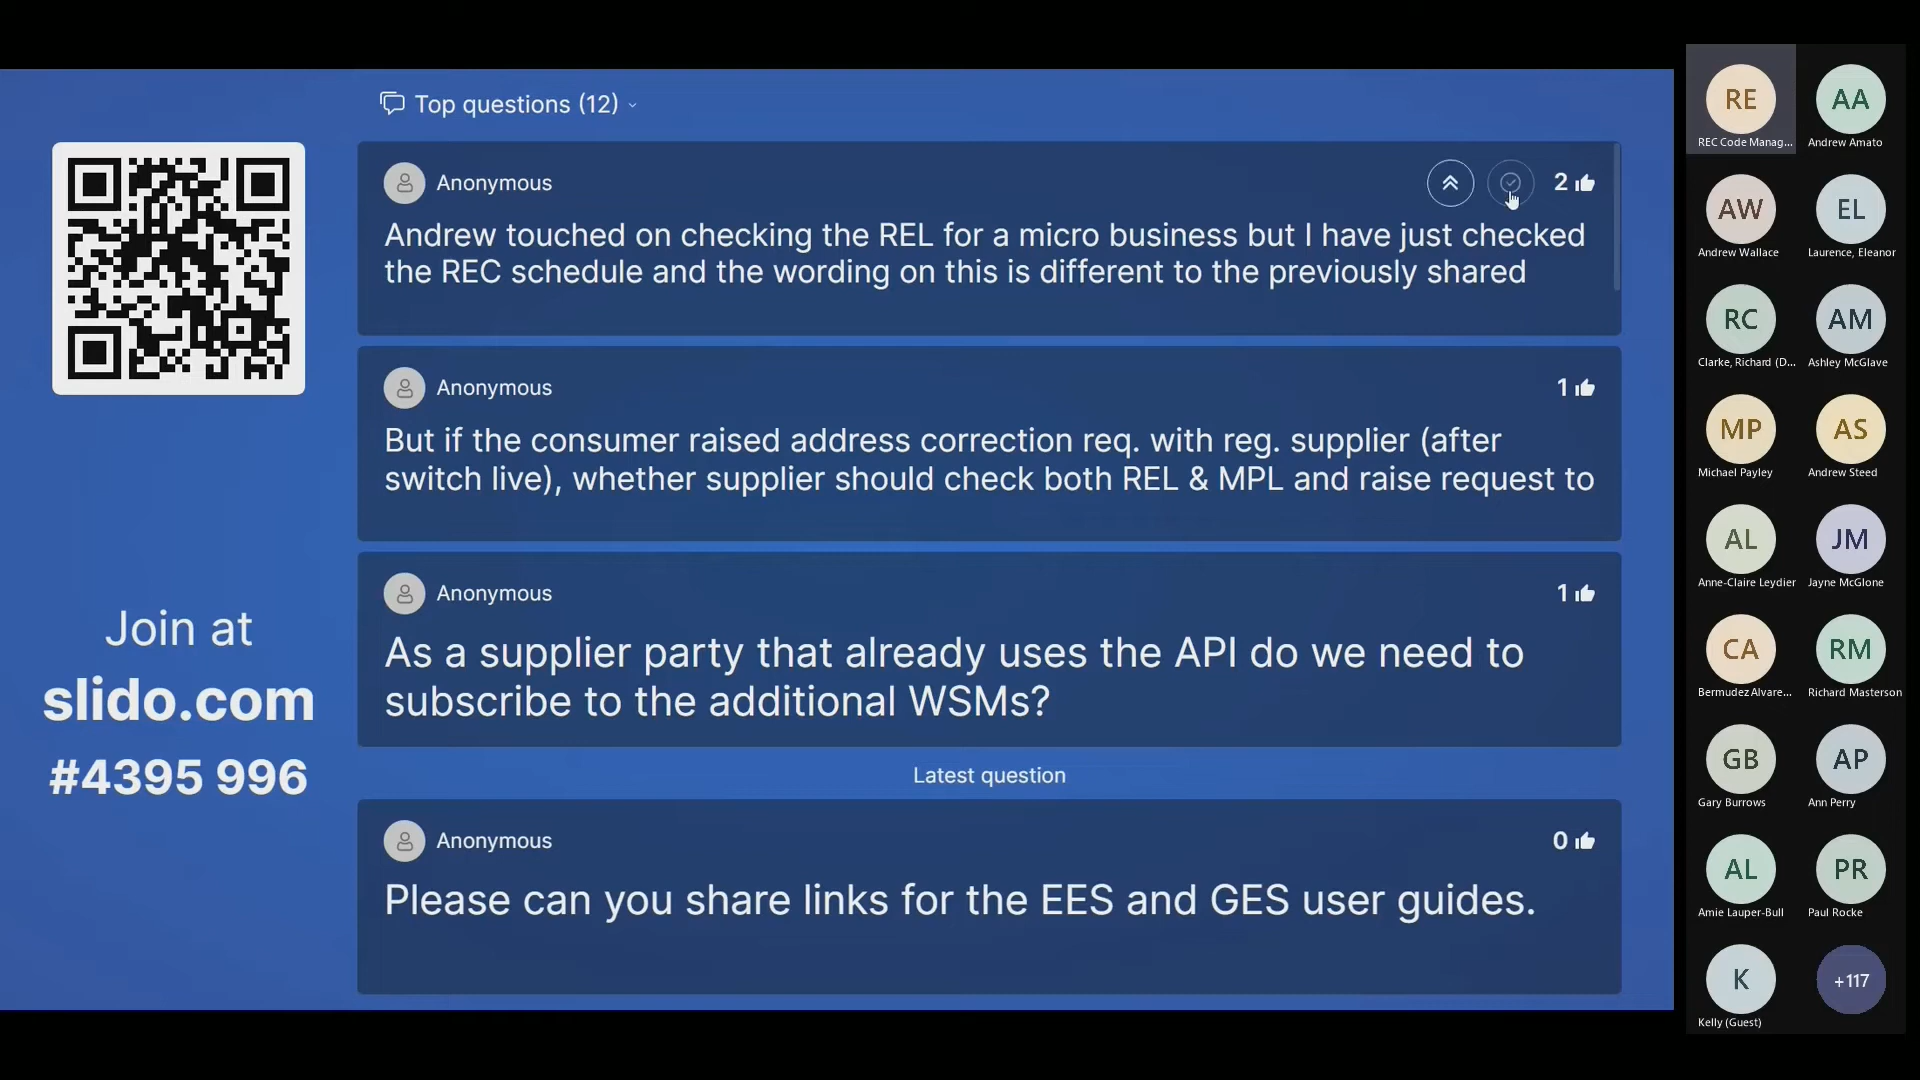 Top questions (12)
Anonymous
2
Andrew touched on checking the REL for a micro business but I have just checked
the REC schedule and the wording on this is different to the previously shared
Anonymous
1
But if the consumer raised address correction req. with reg. supplier (after
switch live), whether supplier should check both REL & MPL and raise request to
Anonymous
1
As a supplier party that already uses the API do we need to
subscribe to the additional WSMs?
Latest question
Anonymous
0
Please can you share links for the EES and GES user guides.
Join at
slido.com
#4395 996
RE
REC Code Manag...
AA
Andrew Amato
AW
Andrew Wallace
EL
Laurence, Eleanor
RC
Clarke, Richard (D...
AM
Ashley McGlave
MP
Michael Payley
AS
Andrew Steed
AL
Anne-Claire Leydier
JM
Jayne McGlone
CA
Bermudez Alvare...
RM
Richard Masterson
GB
Gary Burrows
AP
Ann Perry
AL
Amie Lauper-Bull
PR
Paul Rocke
K
Kelly (Guest)
+117